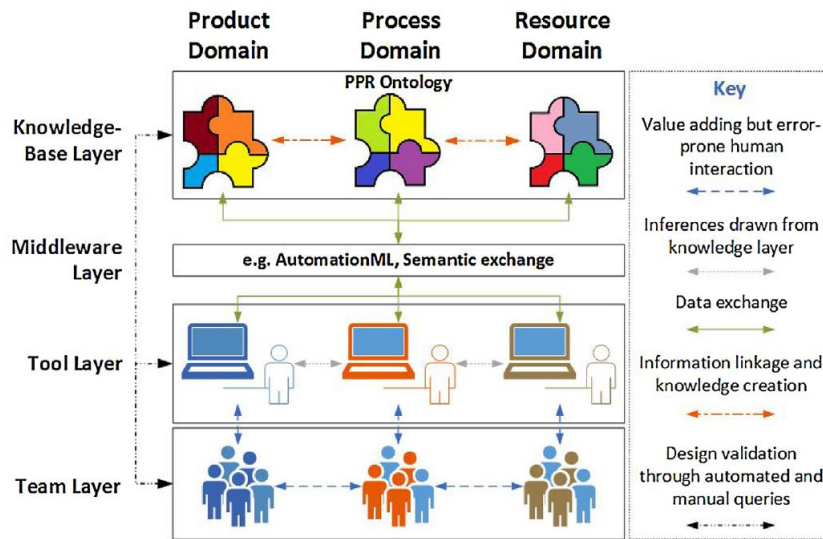 Product
Domain
Process
Domain
Resource
Domain
PPR Ontology
Knowledge-
Base Layer
Middleware
Layer
e.g. AutomationML, Semantic exchange
Tool Layer
Team Layer
Key
Value adding but error-
prone human
interaction
Inferences drawn from
knowledge layer
Data exchange
Information linkage and
knowledge creation
Design validation
through automated and
manual queries